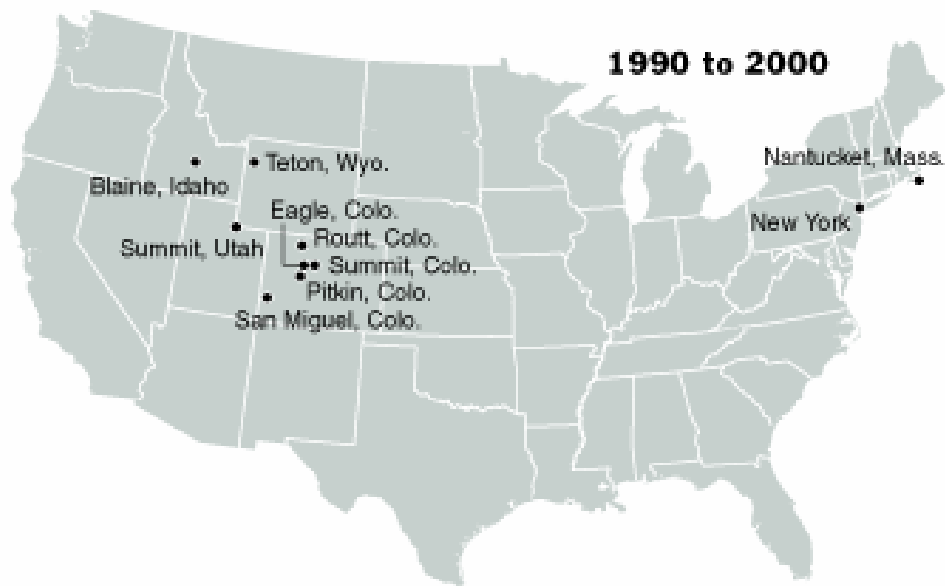 1990 to 2000
Nantucket, Mass.
Teton, Wyo.
Blaine, Idaho
Eagle, Colo.
New York
Routt, Colo.
Summit, Utah
Summit, Colo.
Pitkin, Colo.
San Miguel, Colo.